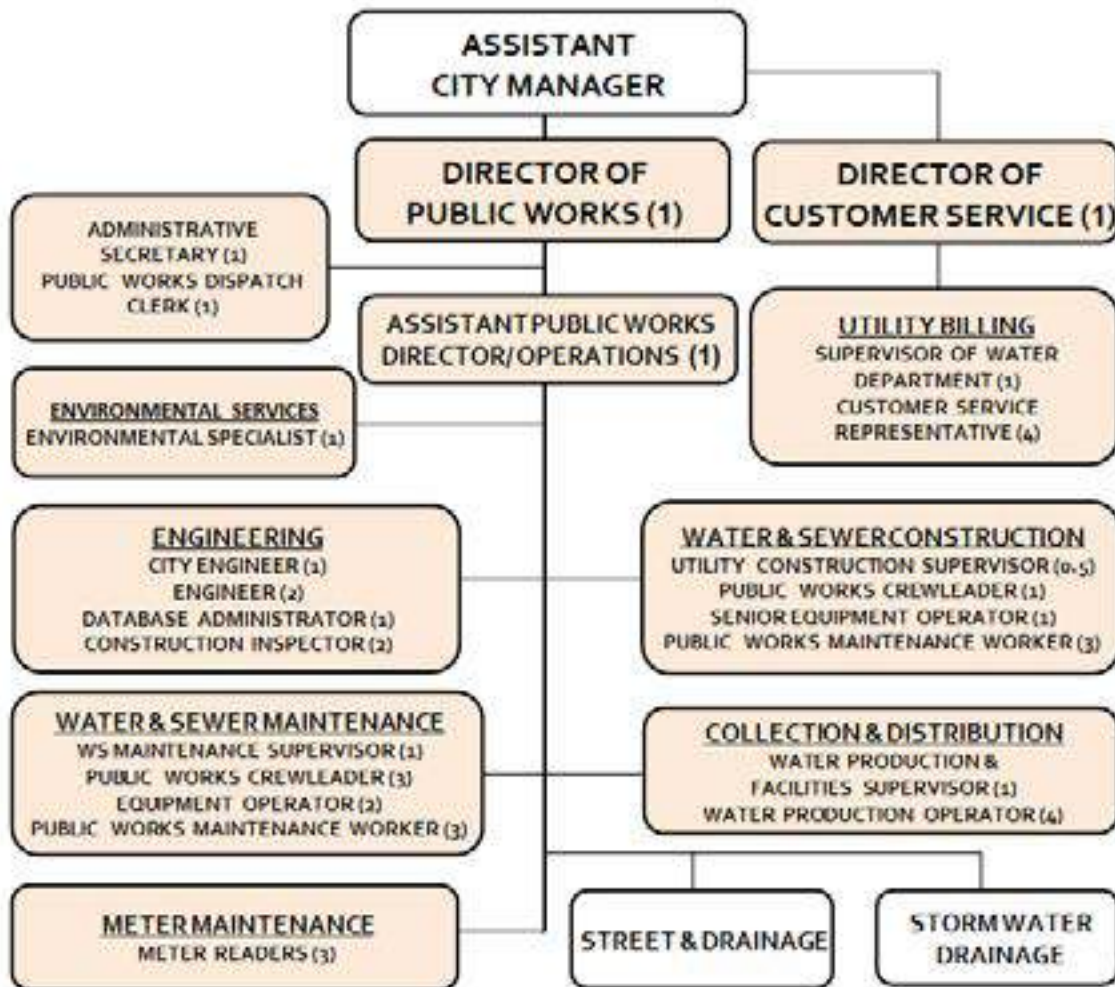 ASSISTANT
CITY MANAGER
DIRECTOR OF
PUBLIC WORKS (1)
DIRECTOR OF
CUSTOMER SERVICE (1)
ADMINISTRATIVE
SECRETARY (1)
PUBLIC WORKS DISPATCH
CLERK (1)
ASSISTANT PUBLIC WORKS
DIRECTOR/OPERATIONS (1)
UTILITY BILLING
SUPERVISOR OF WATER
DEPARTMENT (1)
CUSTOMER SERVICE
REPRESENTATIVE (4)
ENVIRONMENTAL SERVICES
ENVIRONMENTAL SPECIALIST (1)
ENGINEERING
CITY ENGINEER (1)
ENGINEER (2)
DATABASE ADMINISTRATOR (1)
CONSTRUCTION INSPECTOR (2)
WATER & SEWER CONSTRUCTION
UTILITY CONSTRUCTION SUPERVISOR (0.5)
PUBLIC WORKS CREWLEADER (1)
SENIOR EQUIPMENT OPERATOR (1)
PUBLIC WORKS MAINTENANCE WORKER (3)
WATER & SEWER MAINTENANCE
WS MAINTENANCE SUPERVISOR (1)
PUBLIC WORKS CREWLEADER (3)
EQUIPMENT OPERATOR (2)
PUBLIC WORKS MAINTENANCE WORKER (3)
COLLECTION & DISTRIBUTION
WATER PRODUCTION &
FACILITIES SUPERVISOR (1)
WATER PRODUCTION OPERATOR (4)
METER MAINTENANCE
METER READERS (3)
STREET & DRAINAGE
STORM WATER
DRAINAGE